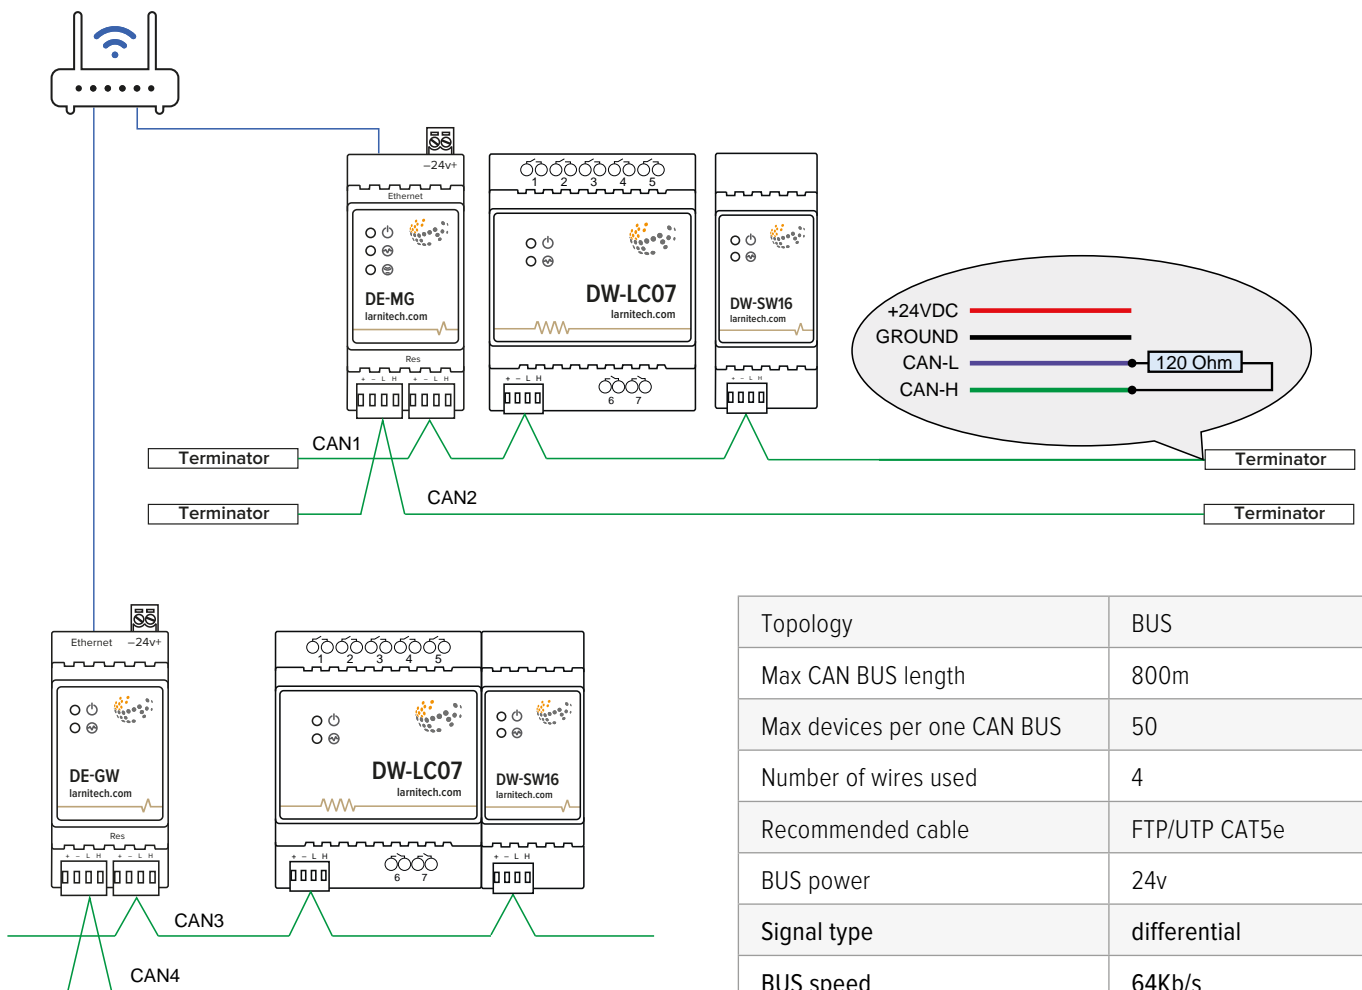 −24v+
Ethernet
DE-MG
larnitech.com
Res
+ − L H
+ − L H
1 2 3 4 5
DW-LC07
larnitech.com
+ − L H
6 7
DW-SW16
larnitech.com
+ − L H
+24VDC
GROUND
CAN-L
CAN-H
120 Ohm
CAN1
Terminator
Terminator
CAN2
Terminator
Terminator
Ethernet −24v+
DE-GW
larnitech.com
Res
+ − L H
+ − L H
1 2 3 4 5
DW-LC07
larnitech.com
+ − L H
6 7
DW-SW16
larnitech.com
+ − L H
CAN3
CAN4
Topology BUS
Max CAN BUS length 800m
Max devices per one CAN BUS 50
Number of wires used 4
Recommended cable FTP/UTP CAT5e
BUS power 24v
Signal type differential
BUS speed 64Kb/s